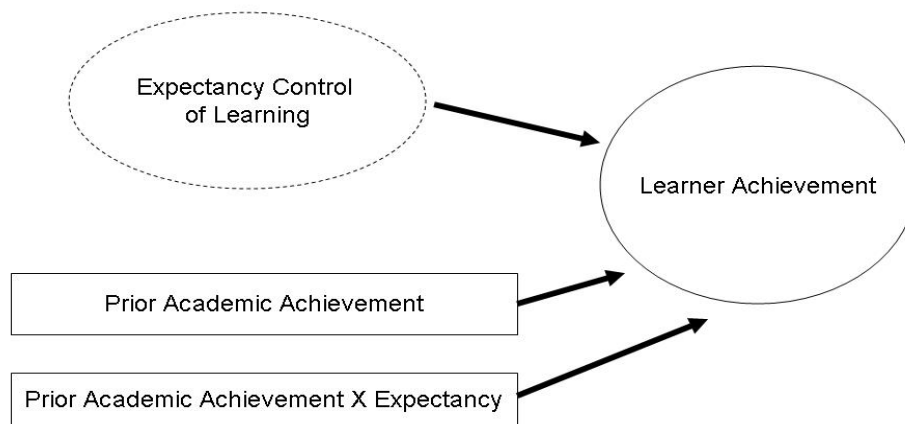 Expectancy Control
of Learning
Learner Achievement
Prior Academic Achievement
Prior Academic Achievement X Expectancy